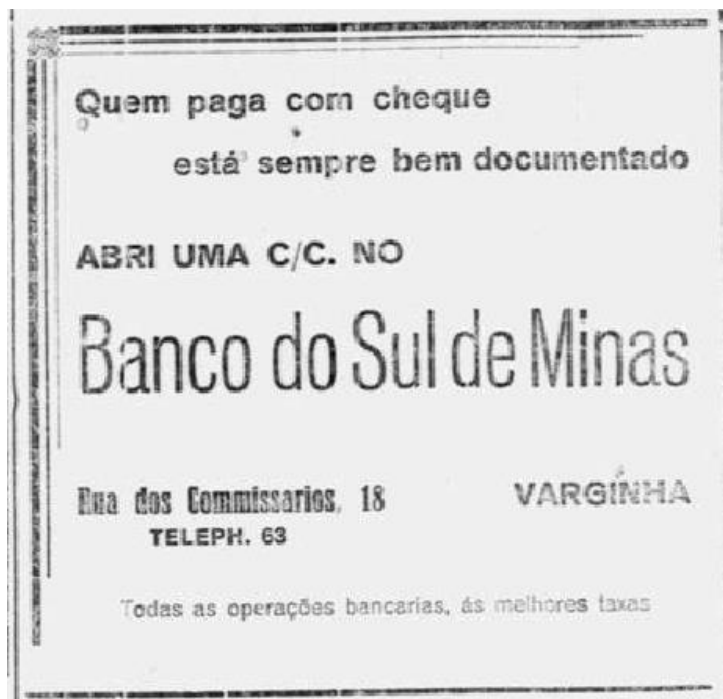 Quem paga com cheque
está sempre bem documentado
ABRI UMA C/C. NO
Banco do Sul de Minas
Rua dos Commissarios, 18 VARGINHA
TELEPH. 63
Todas as operações bancarias, ás melhores taxas